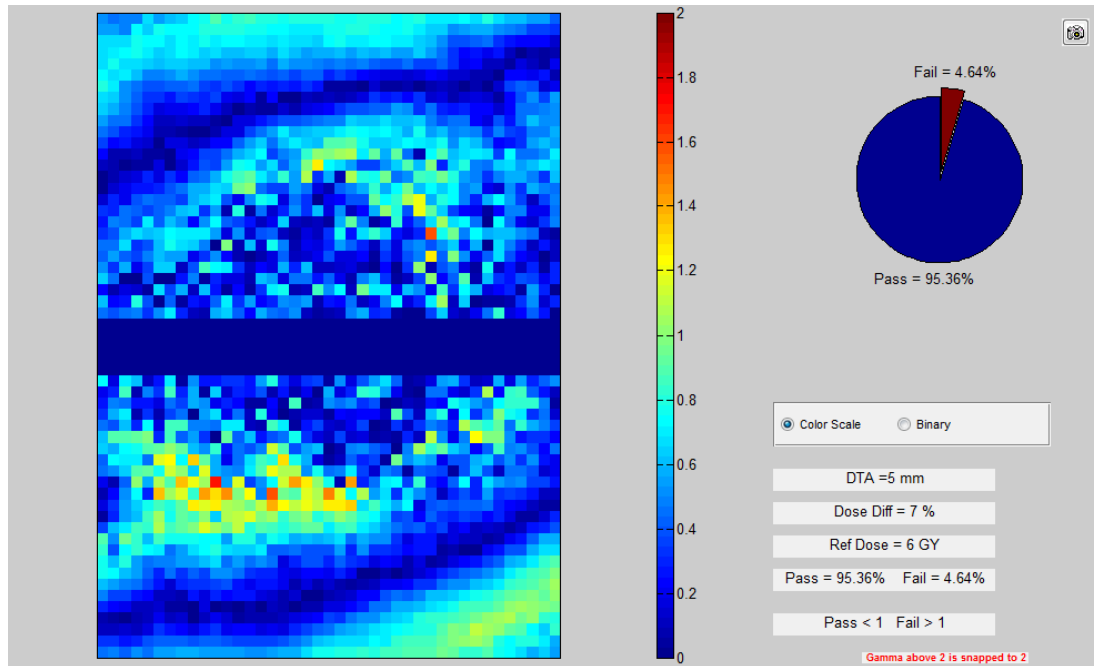 2
1.8
1.6
1.4
1.2
1
0.8
0.6
0.4
0.2
0
Fail = 4.64%
Pass = 95.36%
Color Scale
Binary
DTA =5 mm
Dose Diff = 7 %
Ref Dose = 6 GY
Pass = 95.36% Fail = 4.64%
Pass < 1 Fail > 1
Gamma above 2 is snapped to 2